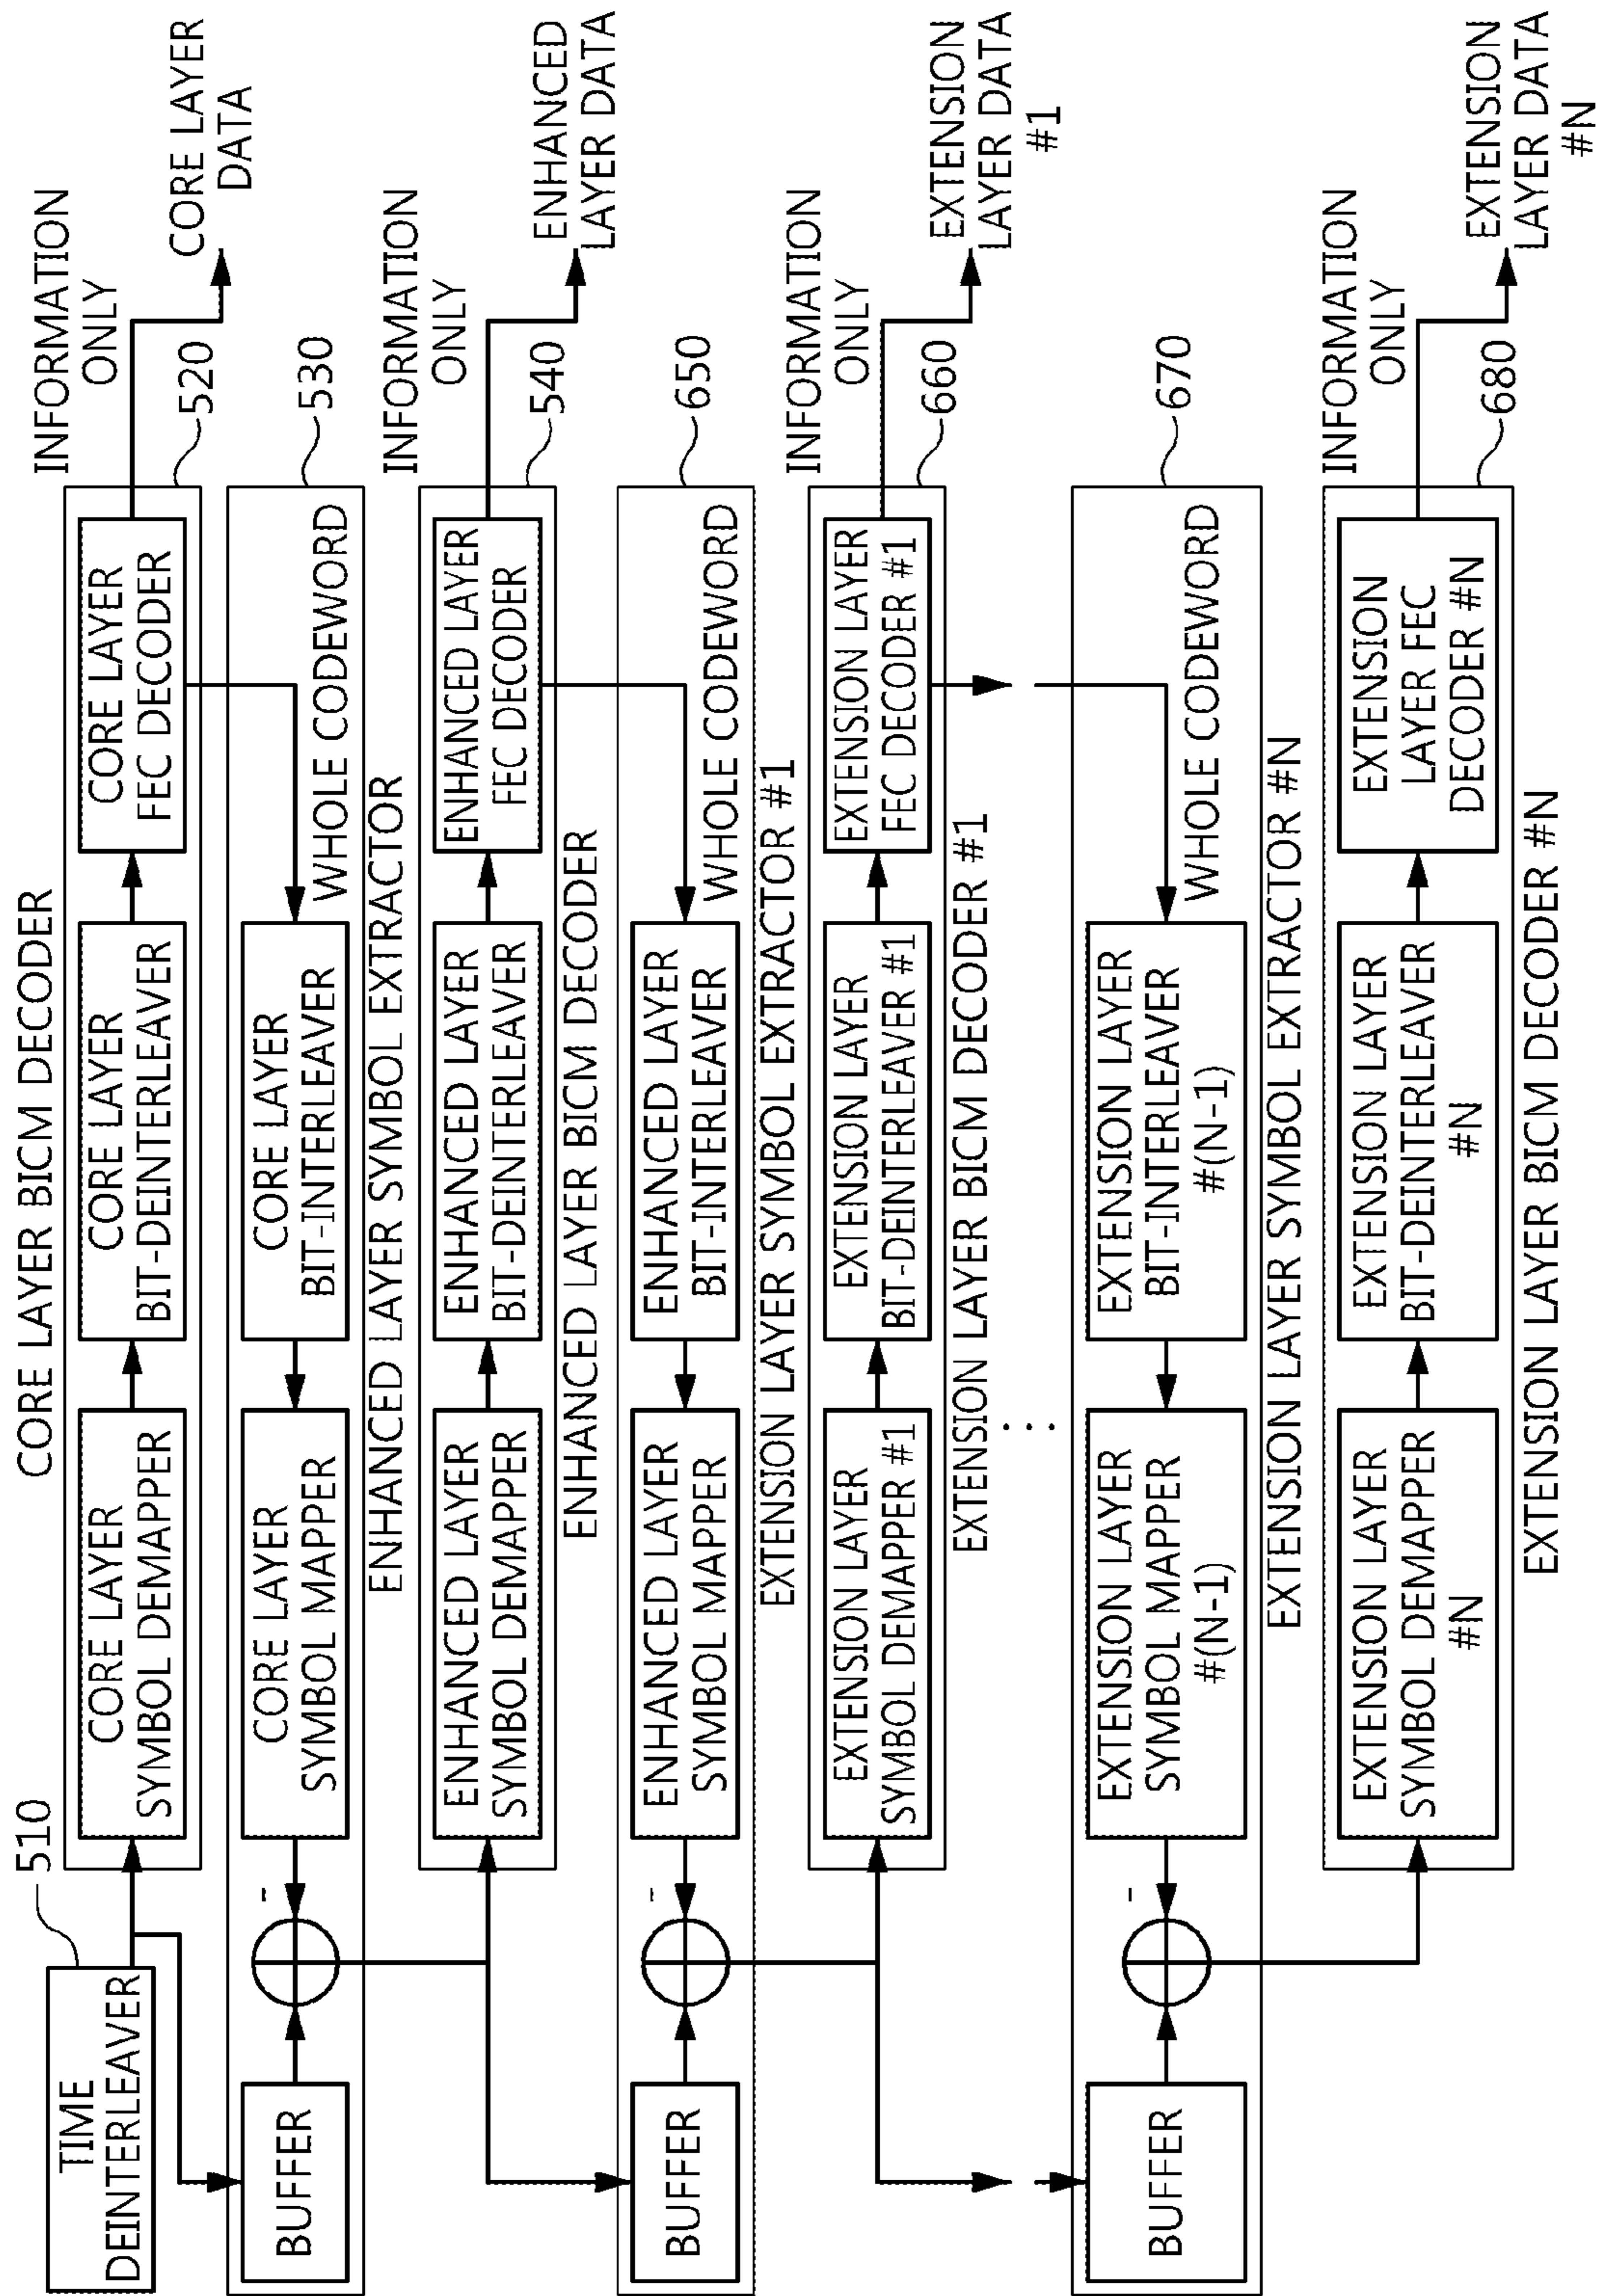 510
TIME
DEINTERLEAVER
CORE LAYER BICM DECODER
CORE LAYER
SYMBOL DEMAPPER
CORE LAYER
BIT-DEINTERLEAVER
CORE LAYER
FEC DECODER
INFORMATION
ONLY
520
CORE LAYER
DATA
BUFFER
-
CORE LAYER
SYMBOL MAPPER
CORE LAYER
BIT-INTERLEAVER
WHOLE CODEWORD
530
ENHANCED LAYER SYMBOL EXTRACTOR
ENHANCED LAYER
SYMBOL DEMAPPER
ENHANCED LAYER
BIT-DEINTERLEAVER
ENHANCED LAYER
FEC DECODER
INFORMATION
ONLY
540
ENHANCED
LAYER DATA
ENHANCED LAYER BICM DECODER
BUFFER
-
ENHANCED LAYER
SYMBOL MAPPER
ENHANCED LAYER
BIT-INTERLEAVER
WHOLE CODEWORD
650
EXTENSION LAYER SYMBOL EXTRACTOR #1
EXTENSION LAYER
SYMBOL DEMAPPER #1
EXTENSION LAYER
BIT-DEINTERLEAVER #1
EXTENSION LAYER
FEC DECODER #1
INFORMATION
ONLY
660
EXTENSION
LAYER DATA
#1
EXTENSION LAYER BICM DECODER #1
...
BUFFER
-
EXTENSION LAYER
SYMBOL MAPPER
#(N-1)
EXTENSION LAYER
BIT-INTERLEAVER
#(N-1)
WHOLE CODEWORD
670
EXTENSION LAYER SYMBOL EXTRACTOR #N
EXTENSION LAYER
SYMBOL DEMAPPER
#N
EXTENSION LAYER
BIT-DEINTERLEAVER
#N
EXTENSION
LAYER FEC
DECODER #N
INFORMATION
ONLY
680
EXTENSION
LAYER DATA
#N
EXTENSION LAYER BICM DECODER #N